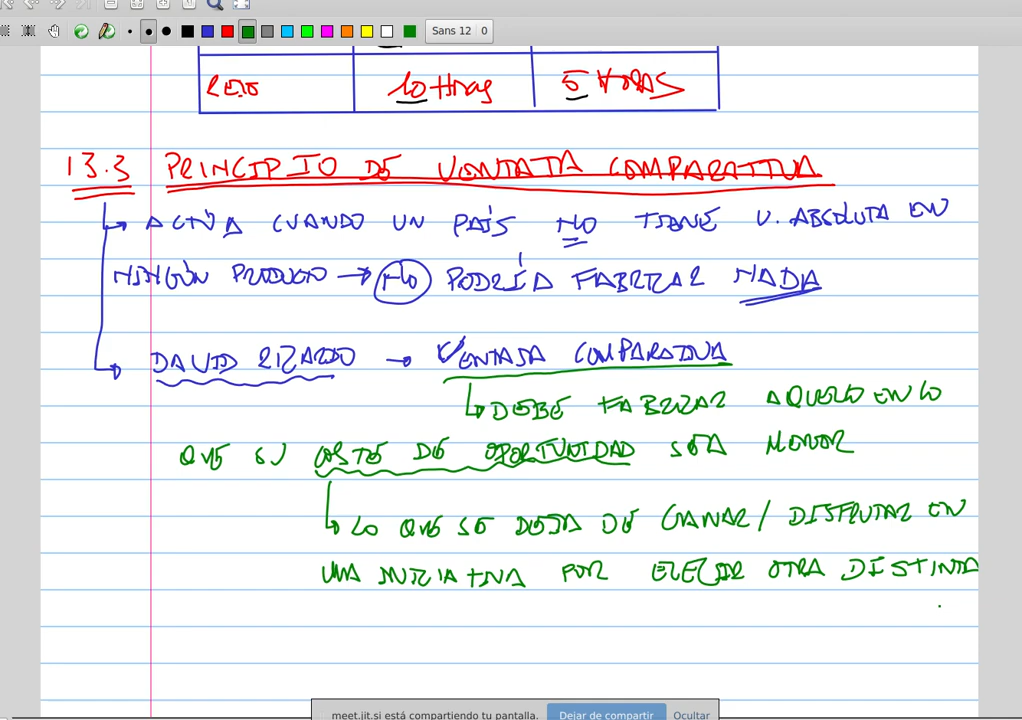 Sans 12 0
10 HORAS 5 HORAS
13.3 PRINCIPIO DE VENTAJA COMPARATIVA
ACTÚA CUANDO UN PAÍS NO TIENE V. ABSOLUTA EN
NINGÚN PRODUCTO → NO PODRÍA FABRICAR NADA
DAVID RICARDO → VENTAJA COMPARATIVA
DEBE FABRICAR AQUELLO EN LO
QUE SU COSTE DE OPORTUNIDAD SEA MENOR
LO QUE SE DEJA DE GANAR / DISFRUTAR EN
UNA INICIATIVA POR ELEGIR OTRA DISTINTA
meet.jit.si está compartiendo tu pantalla. Dejar de compartir Ocultar